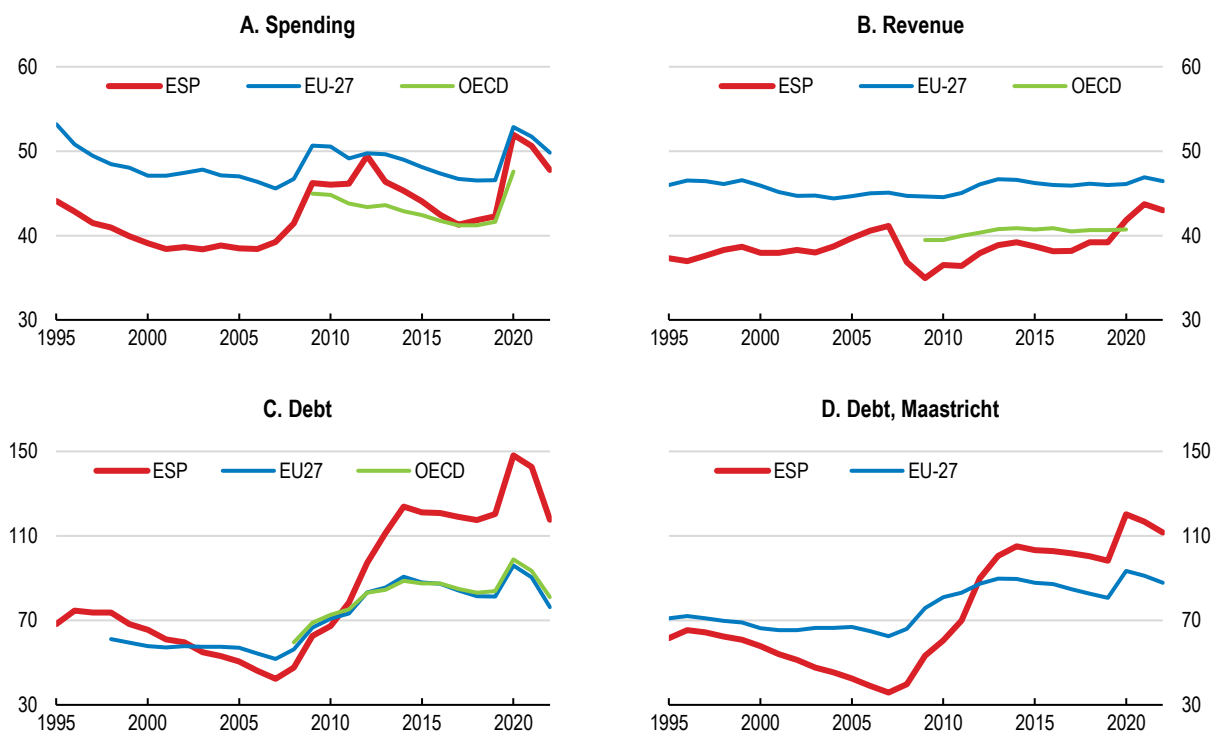 A. Spending
60
ESP EU-27 OECD
50
40
30
1995 2000 2005 2010 2015 2020
B. Revenue
60
ESP EU-27 OECD
50
40
30
1995 2000 2005 2010 2015 2020
C. Debt
150
ESP EU27 OECD
110
70
30
1995 2000 2005 2010 2015 2020
D. Debt, Maastricht
150
ESP EU-27
110
70
30
1995 2000 2005 2010 2015 2020